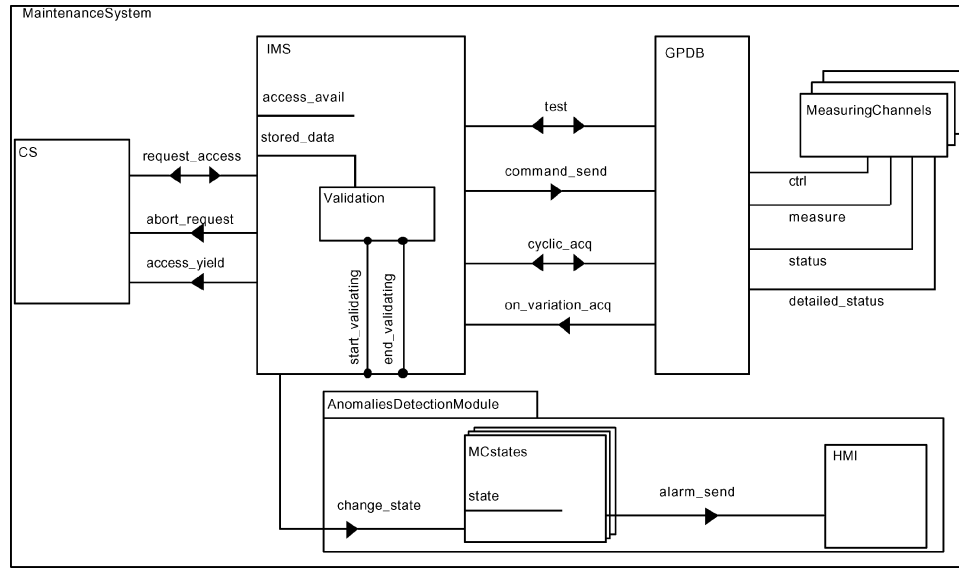 MaintenanceSystem
IMS
GPDB
access_avail
test
MeasuringChannels
stored_data
CS
request_access
command_send
ctrl
Validation
abort_request
measure
cyclic_acq
access_yield
status
start_validating
end_validating
on_variation_acq
detailed_status
AnomaliesDetectionModule
MCstates
HMI
state
alarm_send
change_state